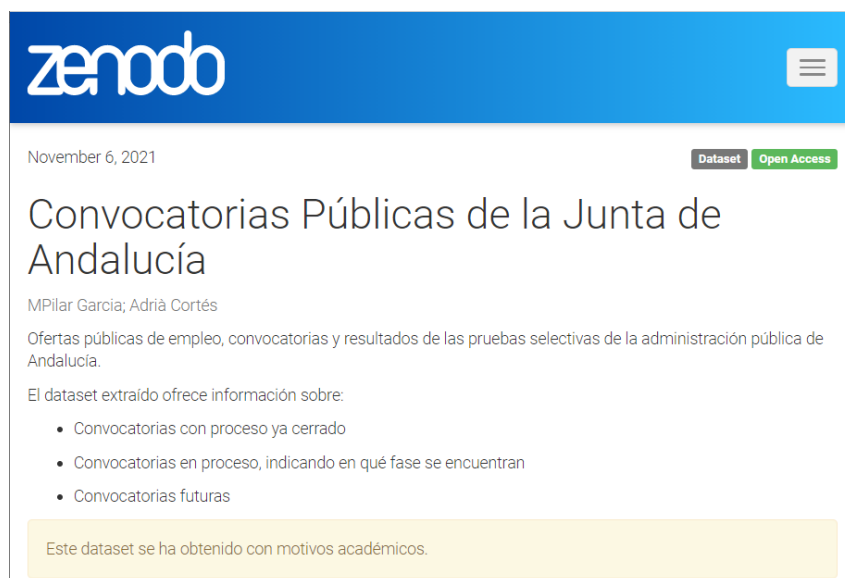 zenodo
November 6, 2021
Dataset Open Access
Convocatorias Públicas de la Junta de
Andalucía
MPilar Garcia; Adrià Cortés
Ofertas públicas de empleo, convocatorias y resultados de las pruebas selectivas de la administración pública de
Andalucía.
El dataset extraído ofrece información sobre:
• Convocatorias con proceso ya cerrado
• Convocatorias en proceso, indicando en qué fase se encuentran
• Convocatorias futuras
Este dataset se ha obtenido con motivos académicos.